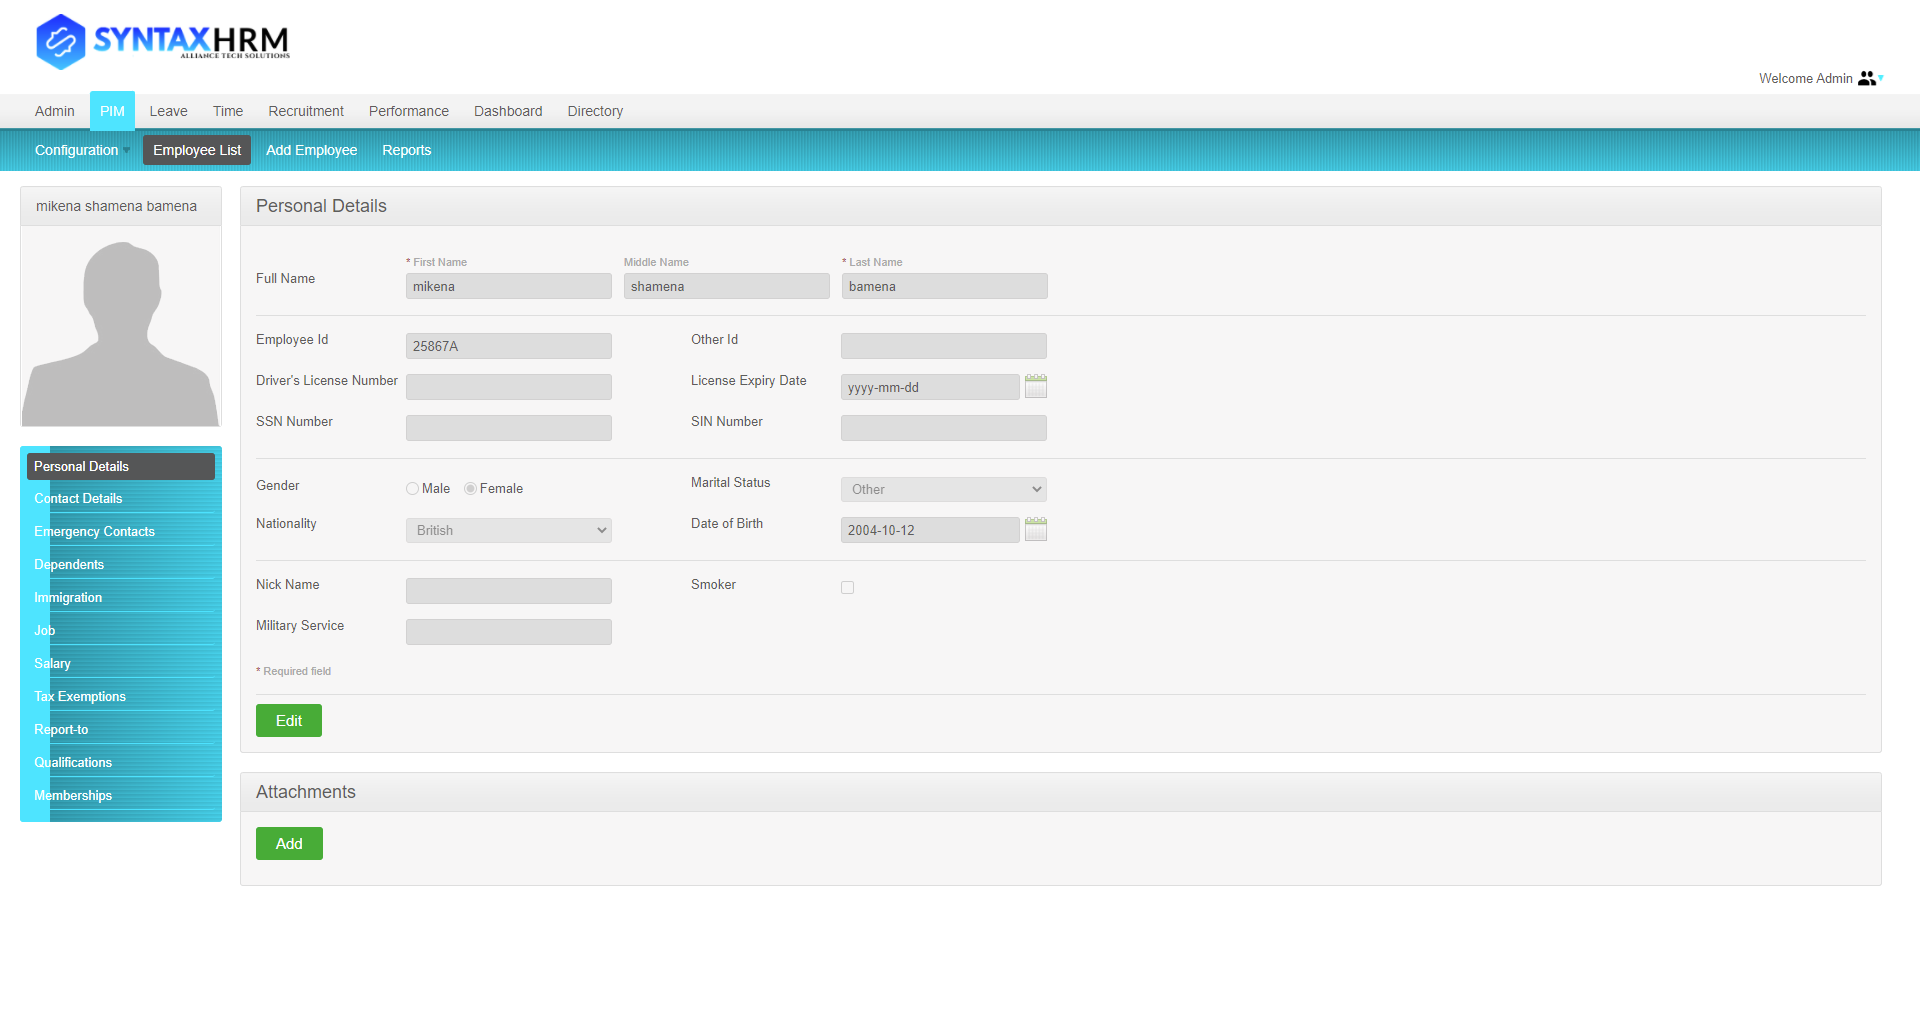 SYNTAXHRM
ALLIANCE TECH SOLUTIONS
Welcome Admin
Admin PIM Leave Time Recruitment Performance Dashboard Directory
Configuration Employee List Add Employee Reports
mikena shamena bamena
Personal Details
Contact Details
Emergency Contacts
Dependents
Immigration
Job
Salary
Tax Exemptions
Report-to
Qualifications
Memberships
Personal Details
* First Name Middle Name * Last Name
Full Name mikena shamena bamena
Employee Id 25867A Other Id
Driver's License Number License Expiry Date yyyy-mm-dd
SSN Number SIN Number
Gender Male Female Marital Status Other
Nationality British Date of Birth 2004-10-12
Nick Name Smoker
Military Service
* Required field
Edit
Attachments
Add